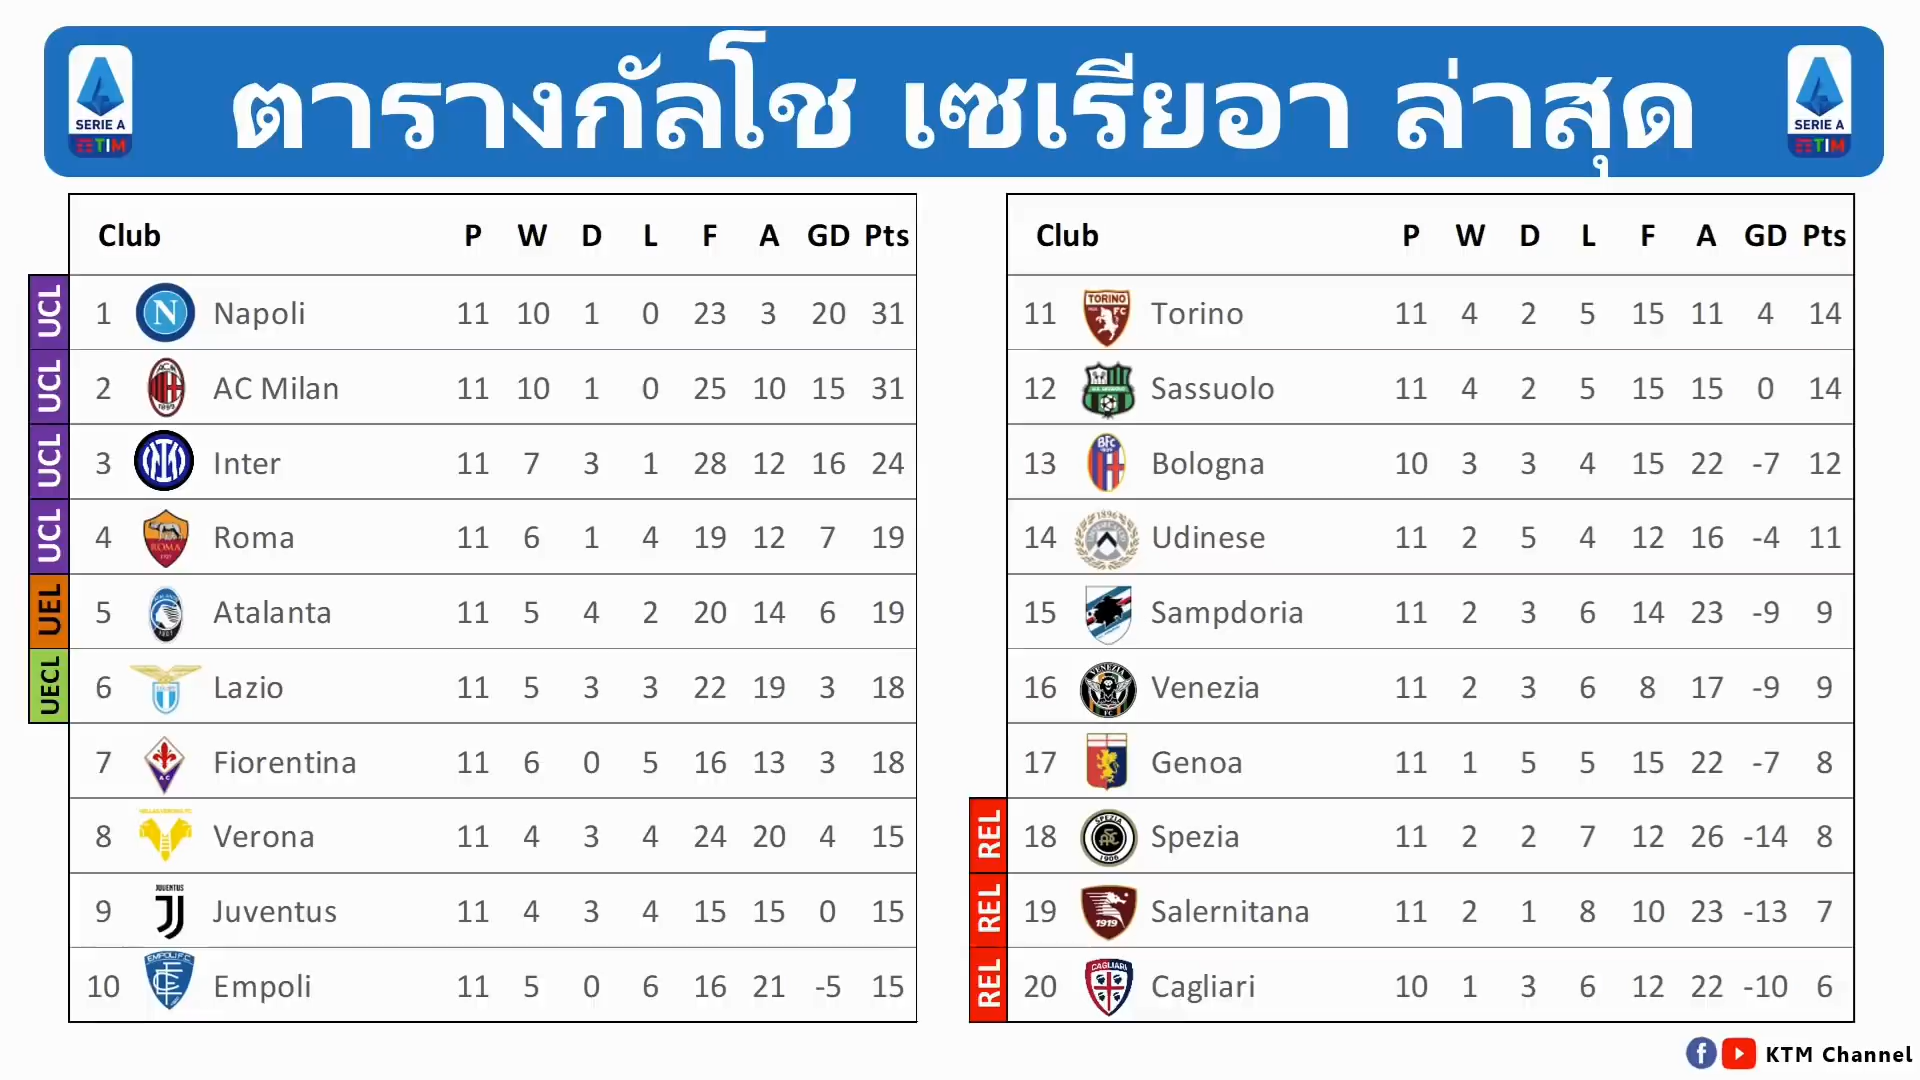 ตารางกัลโช เซเรียอา ล่าสุด
SERIE A
TIM
SERIE A
TIM
Club P W D L F A GD Pts
UCL 1 Napoli 11 10 1 0 23 3 20 31
UCL 2 AC Milan 11 10 1 0 25 10 15 31
UCL 3 Inter 11 7 3 1 28 12 16 24
UCL 4 Roma 11 6 1 4 19 12 7 19
UEL 5 Atalanta 11 5 4 2 20 14 6 19
UECL 6 Lazio 11 5 3 3 22 19 3 18
7 Fiorentina 11 6 0 5 16 13 3 18
8 Verona 11 4 3 4 24 20 4 15
9 Juventus 11 4 3 4 15 15 0 15
10 Empoli 11 5 0 6 16 21 -5 15
Club P W D L F A GD Pts
11 Torino 11 4 2 5 15 11 4 14
12 Sassuolo 11 4 2 5 15 15 0 14
13 Bologna 10 3 3 4 15 22 -7 12
14 Udinese 11 2 5 4 12 16 -4 11
15 Sampdoria 11 2 3 6 14 23 -9 9
16 Venezia 11 2 3 6 8 17 -9 9
17 Genoa 11 1 5 5 15 22 -7 8
REL 18 Spezia 11 2 2 7 12 26 -14 8
REL 19 Salernitana 11 2 1 8 10 23 -13 7
REL 20 Cagliari 10 1 3 6 12 22 -10 6
KTM Channel